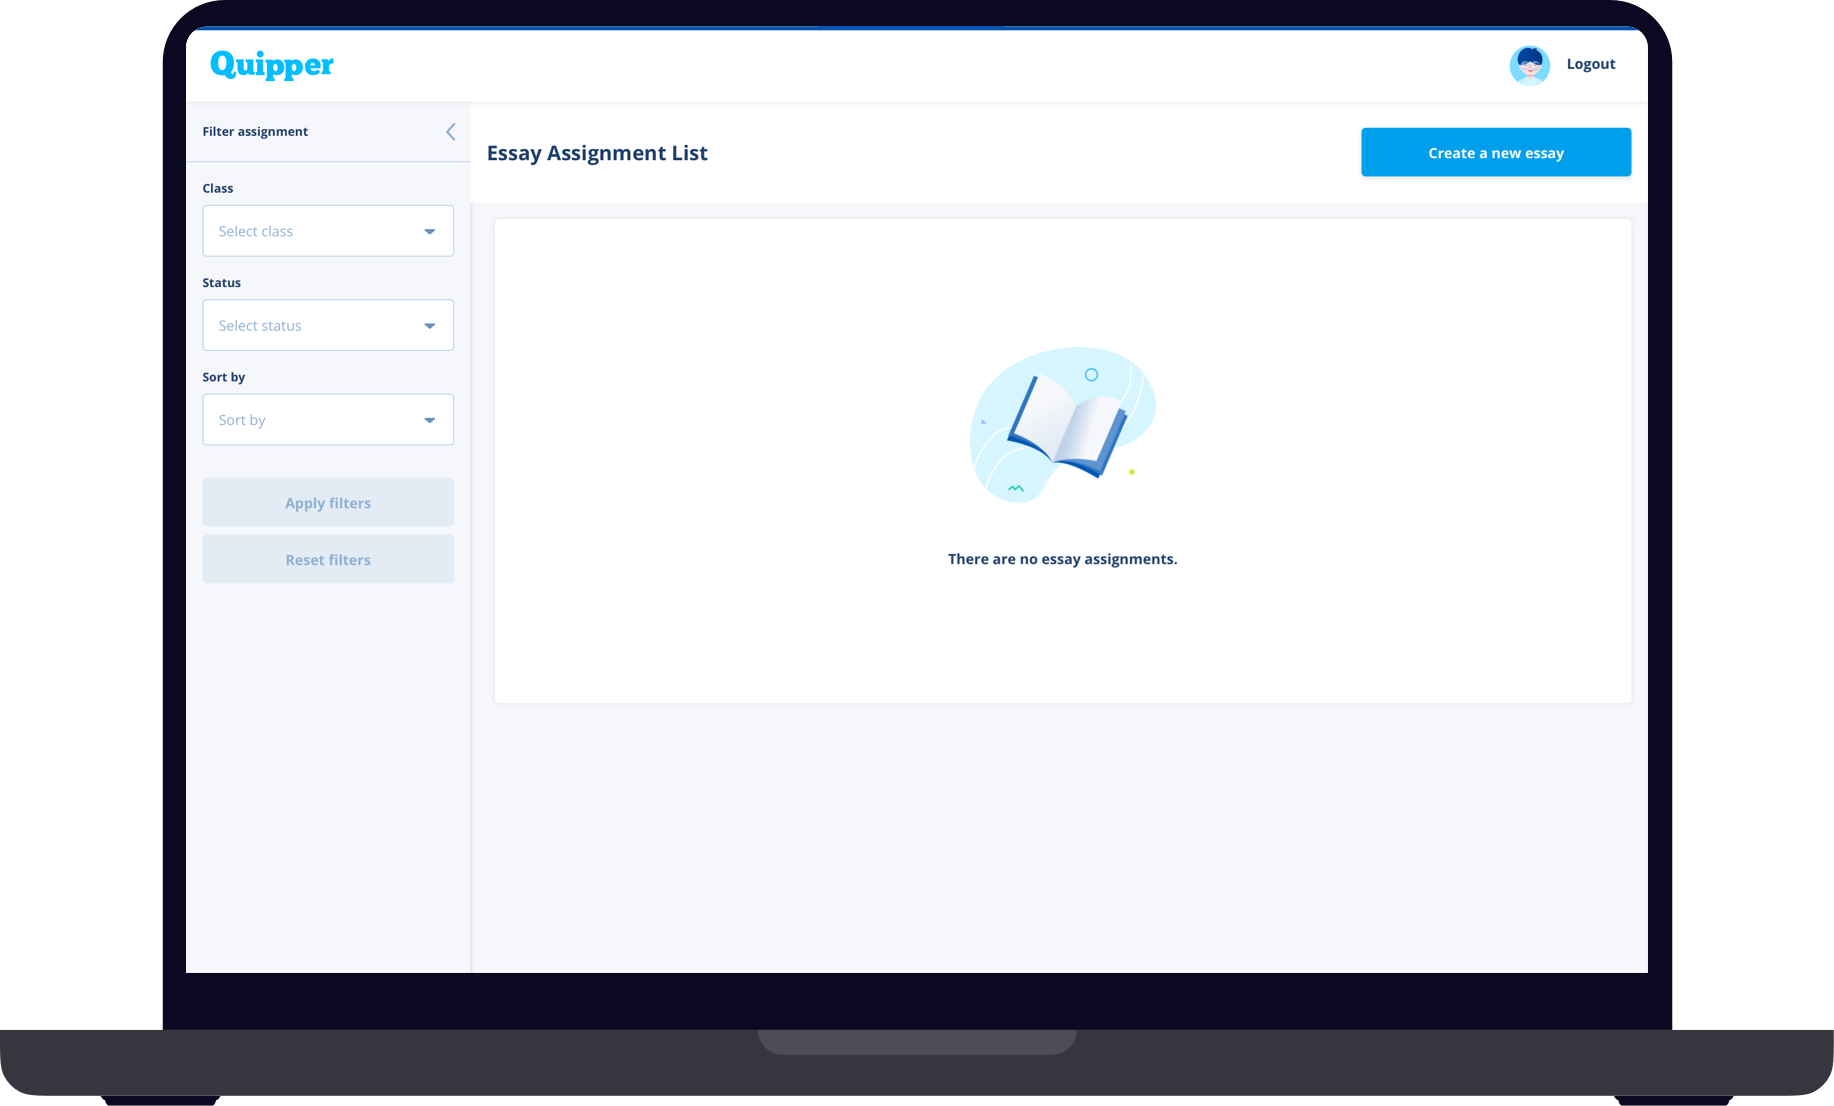 Quipper
Logout
Filter assignment
Essay Assignment List
Create a new essay
Class
Select class
Status
Select status
Sort by
Sort by
Apply filters
Reset filters
There are no essay assignments.